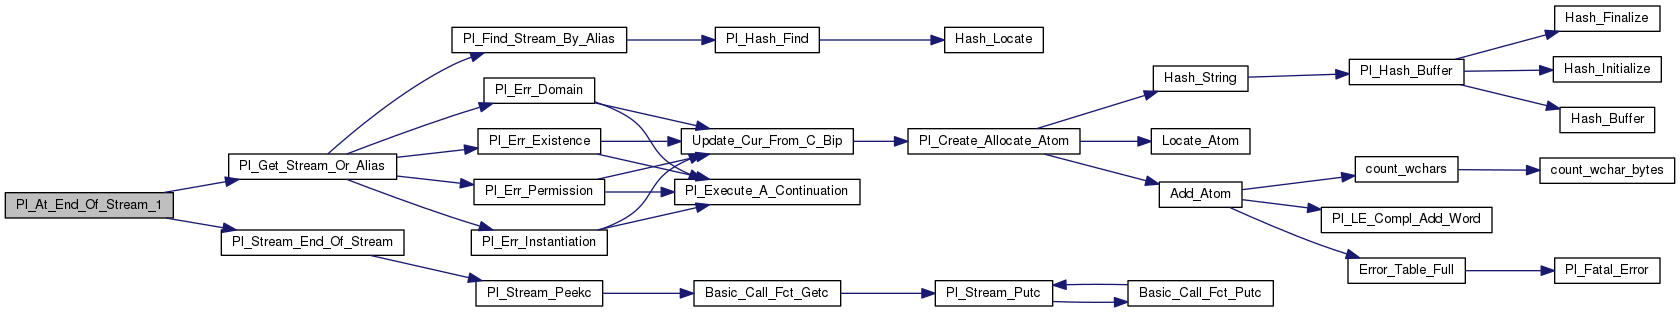 Pl_At_End_Of_Stream_1
Pl_Get_Stream_Or_Alias
Pl_Stream_End_Of_Stream
Pl_Find_Stream_By_Alias
Pl_Err_Domain
Pl_Err_Existence
Pl_Err_Permission
Pl_Err_Instantiation
Pl_Stream_Peekc
Pl_Hash_Find
Update_Cur_From_C_Bip
Pl_Execute_A_Continuation
Basic_Call_Fct_Getc
Hash_Locate
Pl_Create_Allocate_Atom
Pl_Stream_Putc
Hash_String
Locate_Atom
Add_Atom
Basic_Call_Fct_Putc
Pl_Hash_Buffer
count_wchars
Pl_LE_Compl_Add_Word
Error_Table_Full
Hash_Finalize
Hash_Initialize
Hash_Buffer
count_wchar_bytes
Pl_Fatal_Error